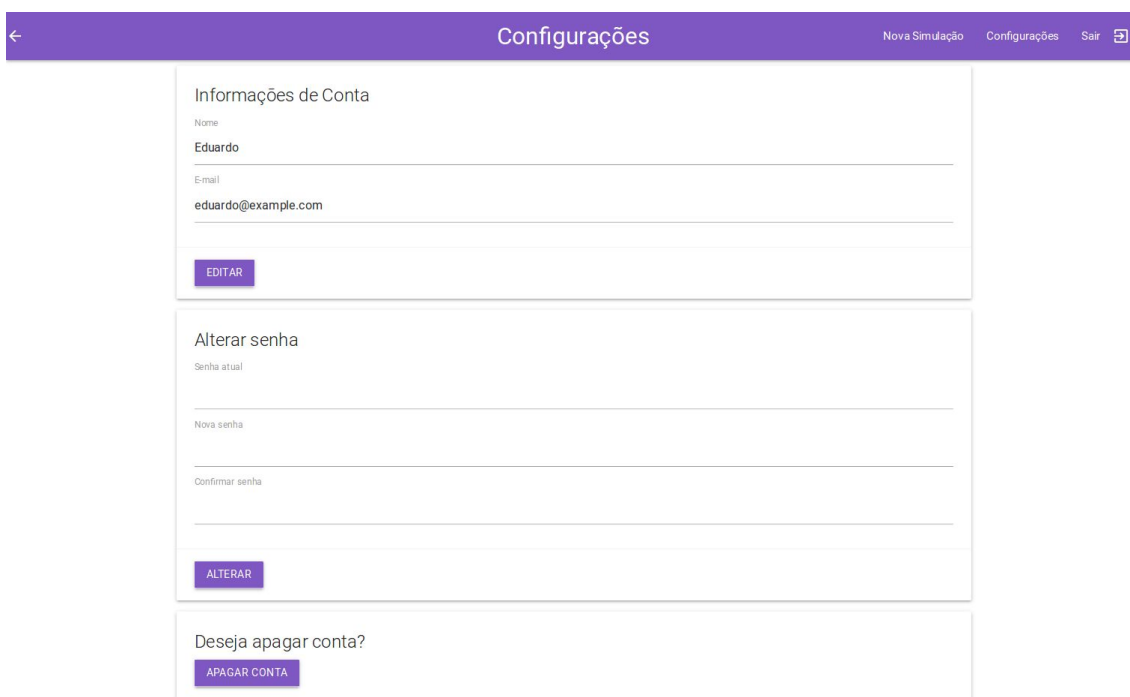 Configurações
Nova Simulação Configurações Sair
Informações de Conta
Nome
Eduardo
E-mail
eduardo@example.com
EDITAR
Alterar senha
Senha atual
Nova senha
Confirmar senha
ALTERAR
Deseja apagar conta?
APAGAR CONTA